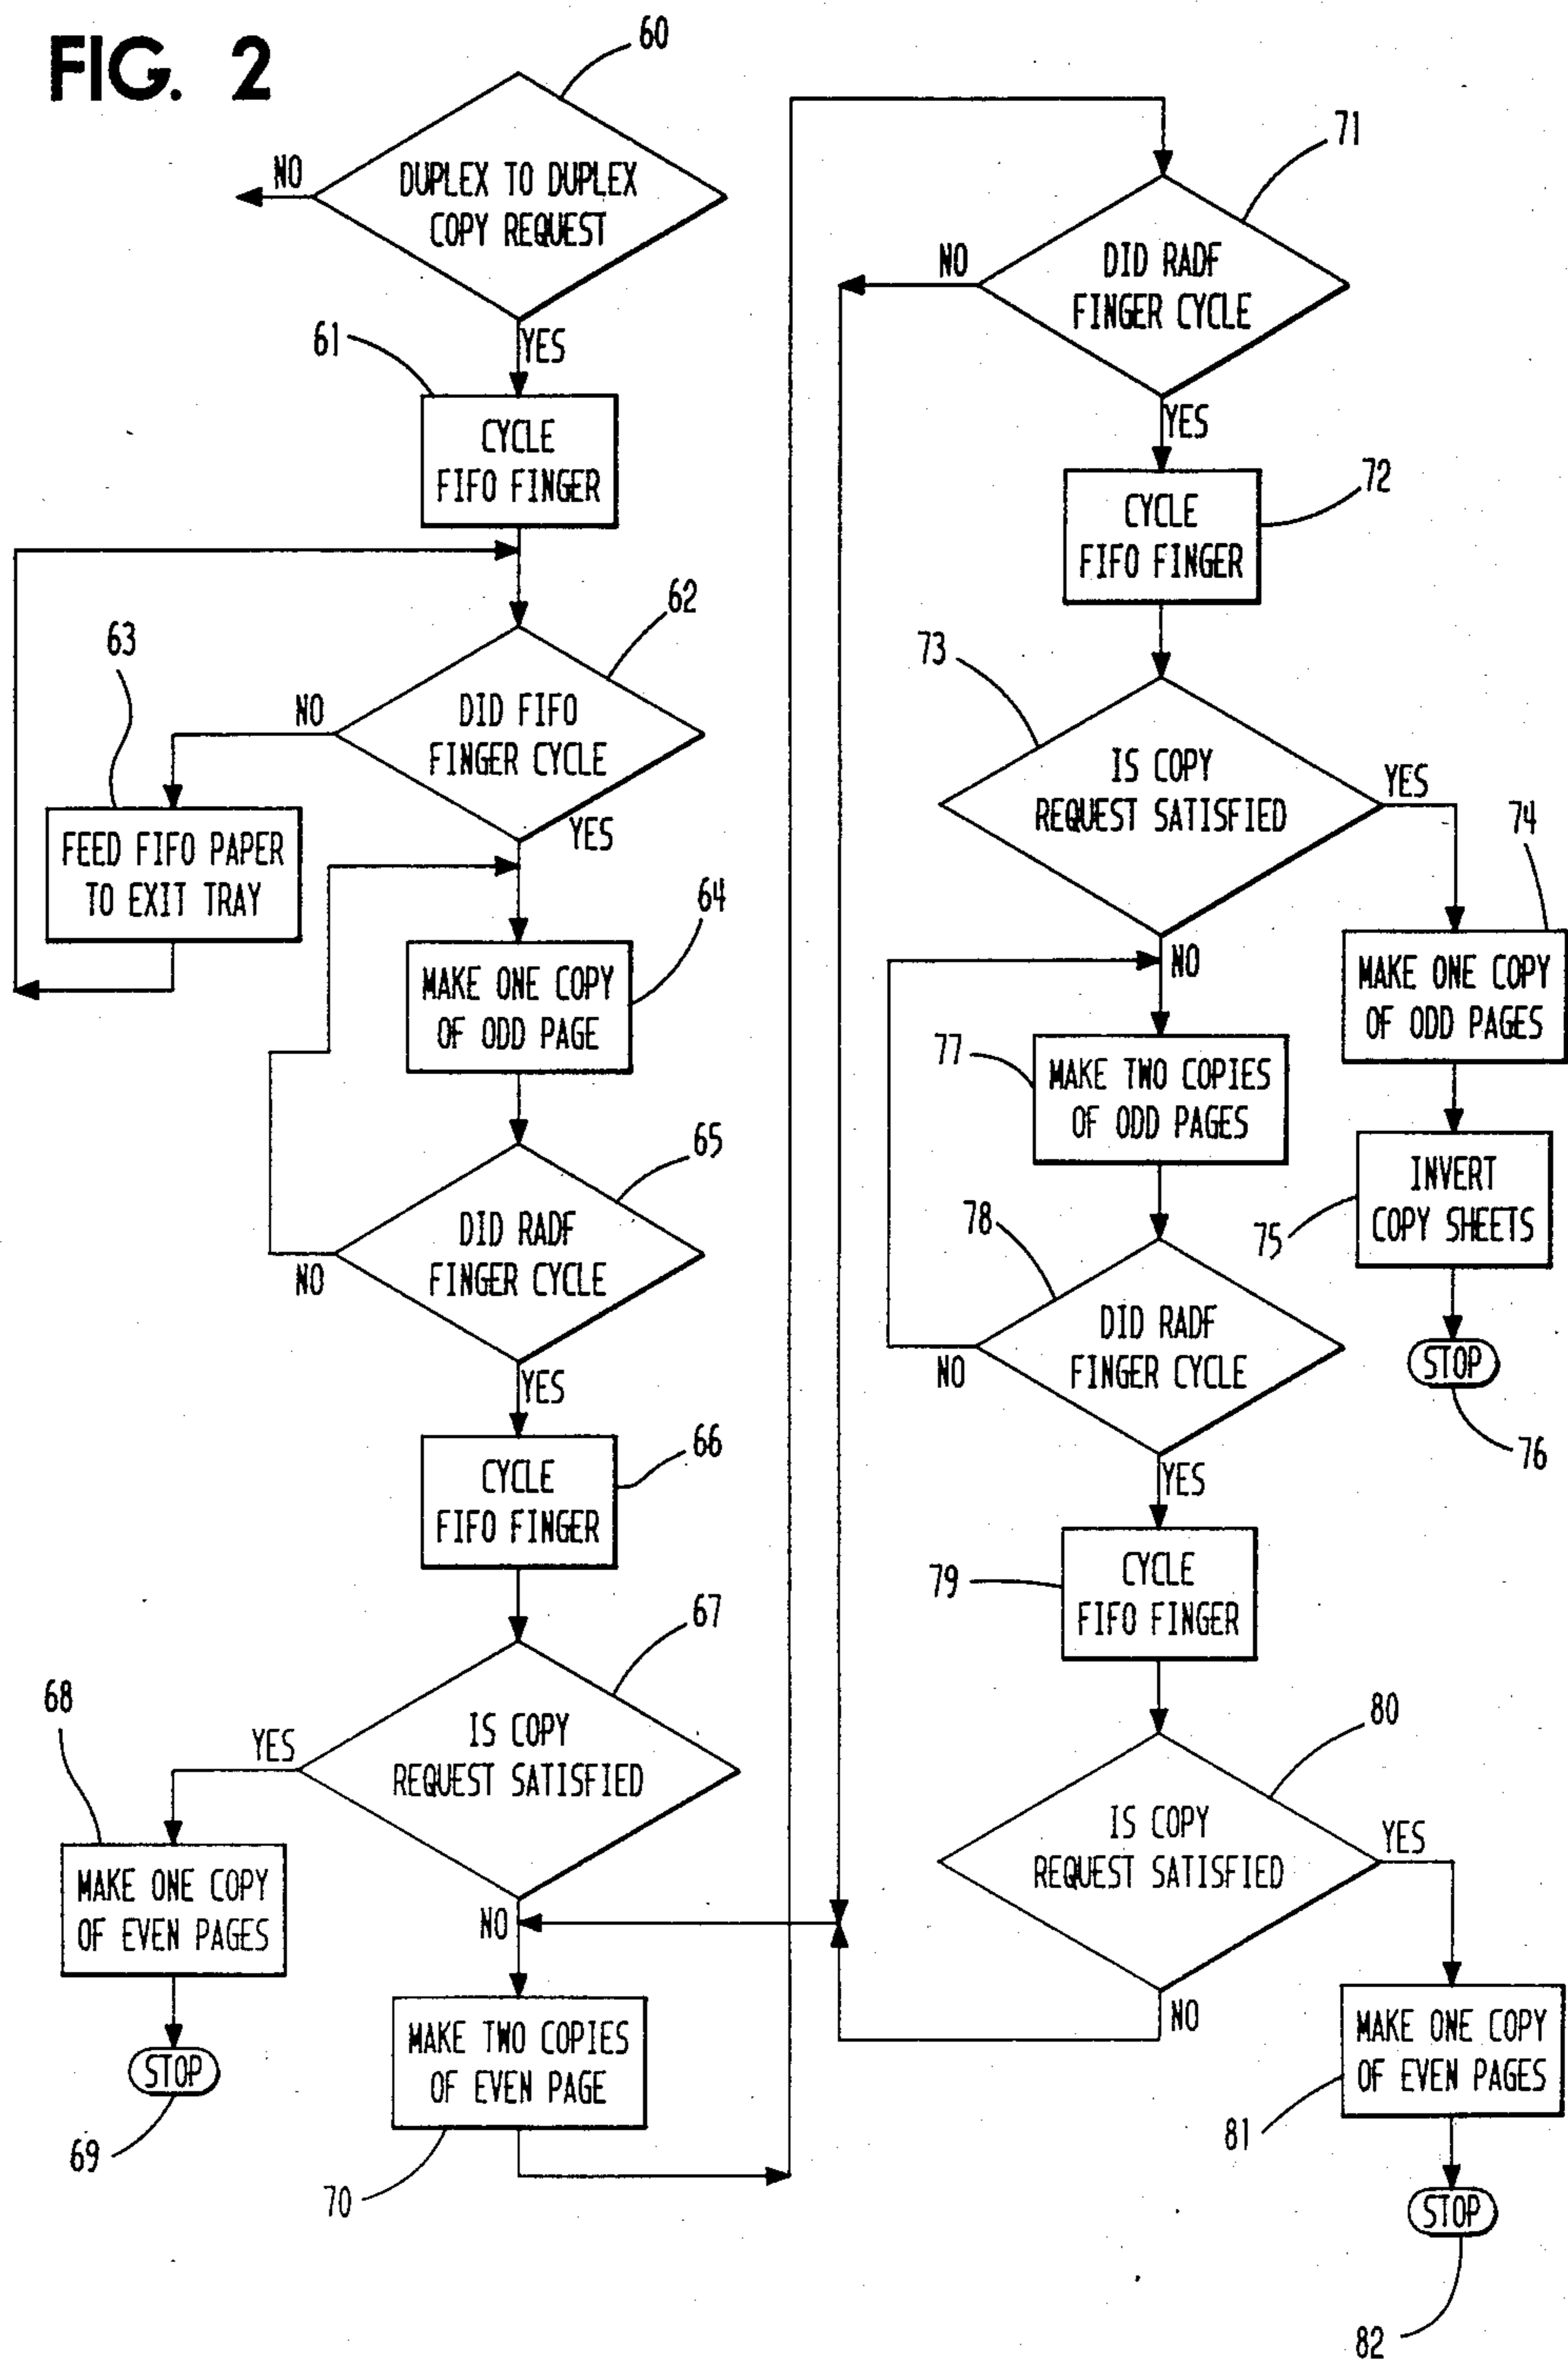 FIG. 2
60
DUPLEX TO DUPLEX
COPY REQUEST
NO
YES
61
CYCLE
FIFO FINGER
62
DID FIFO
FINGER CYCLE
NO
YES
63
FEED FIFO PAPER
TO EXIT TRAY
64
MAKE ONE COPY
OF ODD PAGE
65
DID RADF
FINGER CYCLE
NO
YES
66
CYCLE
FIFO FINGER
67
IS COPY
REQUEST SATISFIED
YES
NO
68
MAKE ONE COPY
OF EVEN PAGES
STOP
69
MAKE TWO COPIES
OF EVEN PAGE
70
71
DID RADF
FINGER CYCLE
NO
YES
72
CYCLE
FIFO FINGER
73
IS COPY
REQUEST SATISFIED
YES
NO
74
MAKE ONE COPY
OF ODD PAGES
75
INVERT
COPY SHEETS
STOP
76
77
MAKE TWO COPIES
OF ODD PAGES
78
DID RADF
FINGER CYCLE
NO
YES
79
CYCLE
FIFO FINGER
80
IS COPY
REQUEST SATISFIED
YES
NO
MAKE ONE COPY
OF EVEN PAGES
81
STOP
82